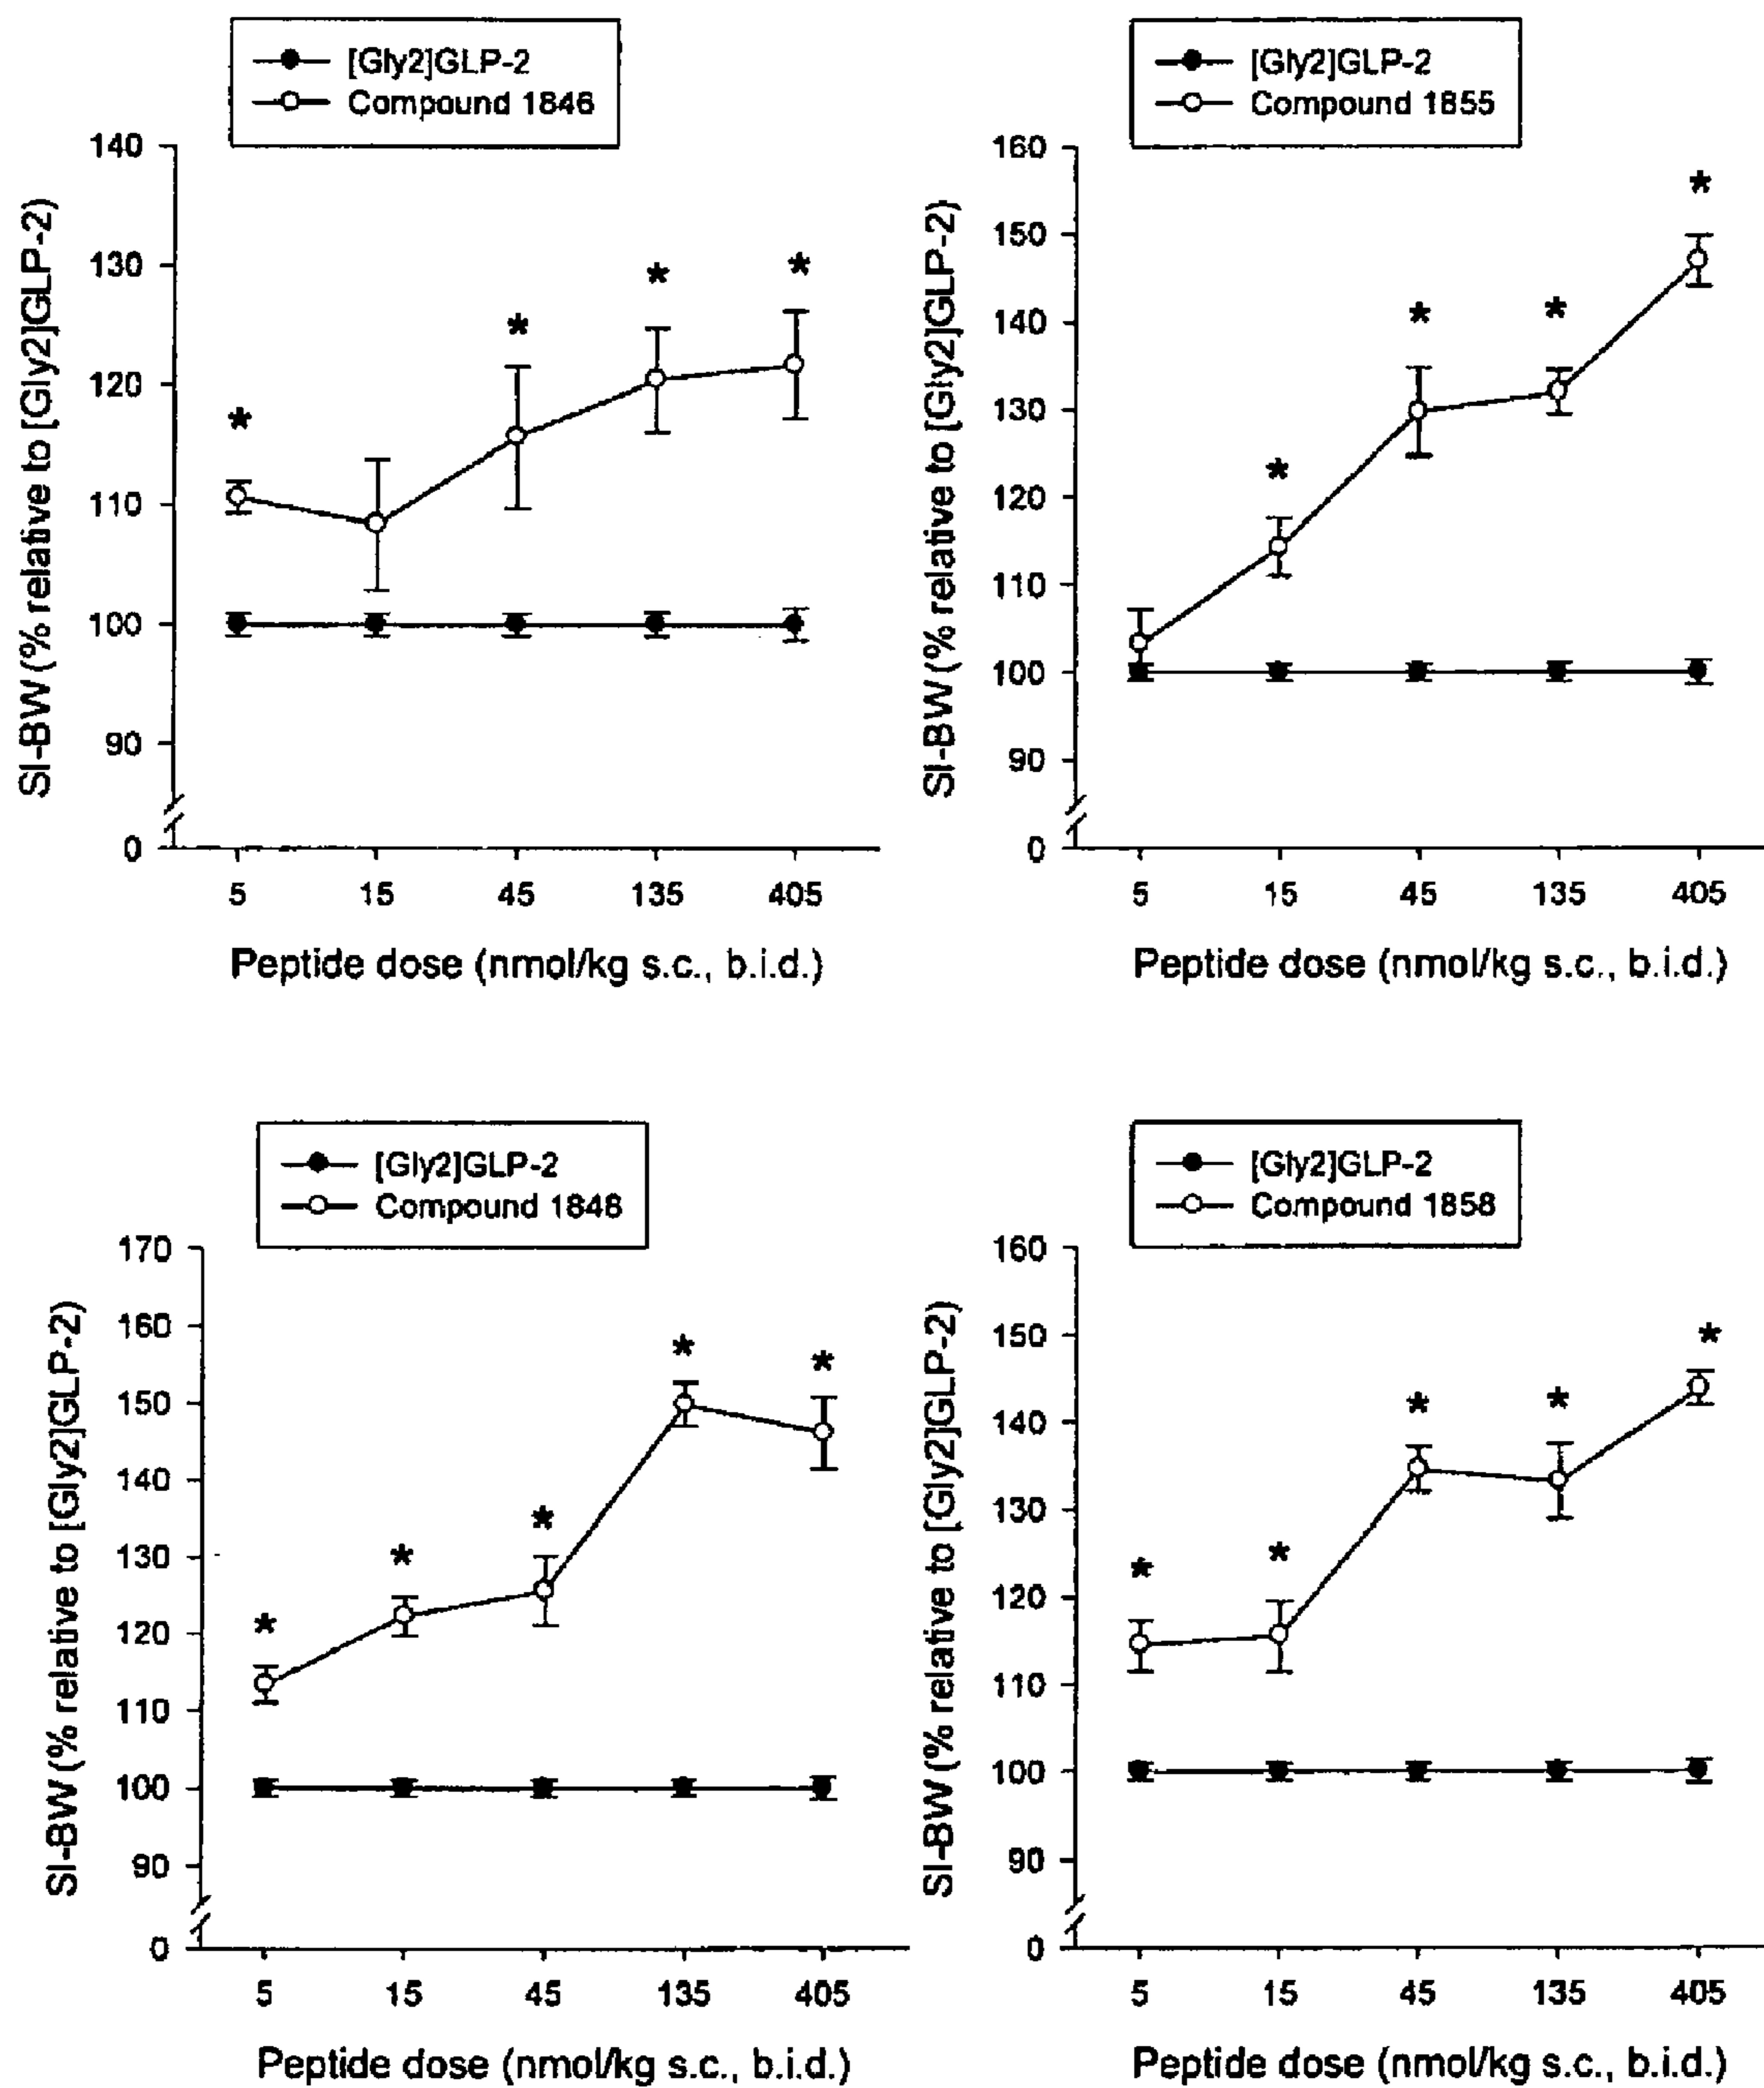 [Gly2]GLP-2
Compound 1846
SI-BW (% relative to [Gly2]GLP-2)
140
130
120
110
100
90
0
*
*
*
*
5 15 45 135 405
Peptide dose (nmol/kg s.c., b.i.d.)
[Gly2]GLP-2
Compound 1855
SI-BW (% relative to [Gly2]GLP-2)
160
150
140
130
120
110
100
90
0
*
*
*
*
5 15 45 135 405
Peptide dose (nmol/kg s.c., b.i.d.)
[Gly2]GLP-2
Compound 1848
SI-BW (% relative to [Gly2]GLP-2)
170
160
150
140
130
120
110
100
90
0
*
*
*
*
*
5 15 45 135 405
Peptide dose (nmol/kg s.c., b.i.d.)
[Gly2]GLP-2
Compound 1858
SI-BW (% relative to [Gly2]GLP-2)
160
150
140
130
120
110
100
90
0
*
*
*
*
*
5 15 45 135 405
Peptide dose (nmol/kg s.c., b.i.d.)